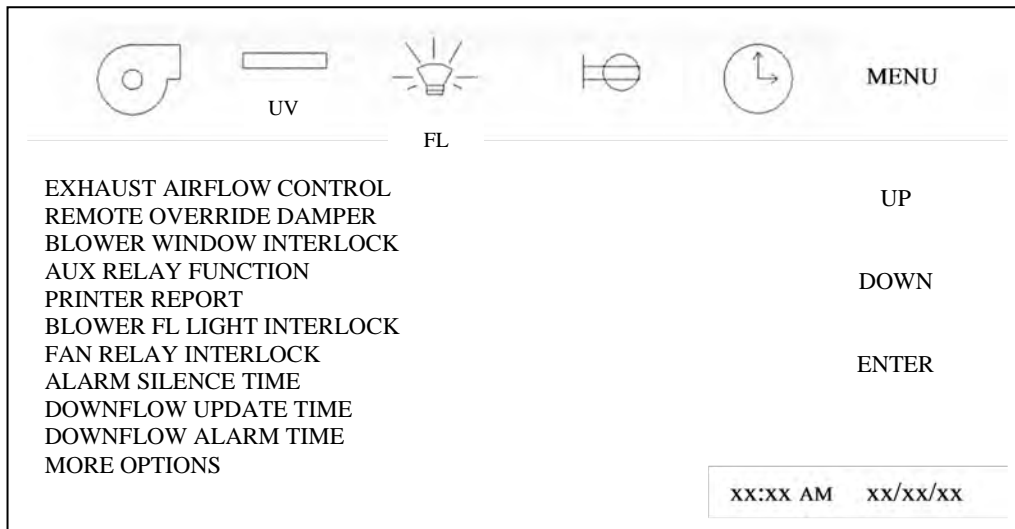 UV
FL
MENU
EXHAUST AIRFLOW CONTROL
REMOTE OVERRIDE DAMPER
BLOWER WINDOW INTERLOCK
AUX RELAY FUNCTION
PRINTER REPORT
BLOWER FL LIGHT INTERLOCK
FAN RELAY INTERLOCK
ALARM SILENCE TIME
DOWNFLOW UPDATE TIME
DOWNFLOW ALARM TIME
MORE OPTIONS
UP
DOWN
ENTER
xx:xx AM xx/xx/xx